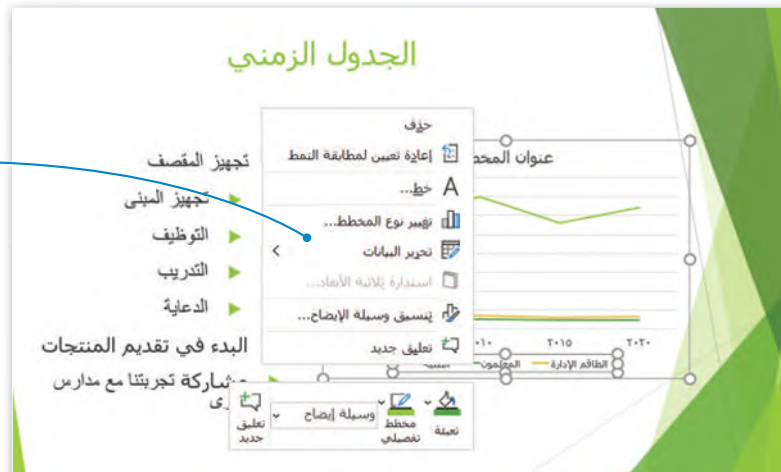 الجدول الزمني
تجهيز المقصف
تجهيز المبنى
التوظيف
التدريب
الدعاية
البدء في تقديم المنتجات
مشاركة تجربتنا مع مدارس
حذف
إعادة تعيين لمطابقة النمط
خط...
تغيير نوع المخطط...
تحرير البيانات
استدارة ثلاثية الأبعاد...
تنسيق وسيلة الإيضاح...
تعليق جديد
عنوان
٢٠١٥ ٢٠٢٠
الطاقم الإدارة المعلمون
تعبئة
مخطط تفصيلي
وسيلة إيضاح
تعليق جديد